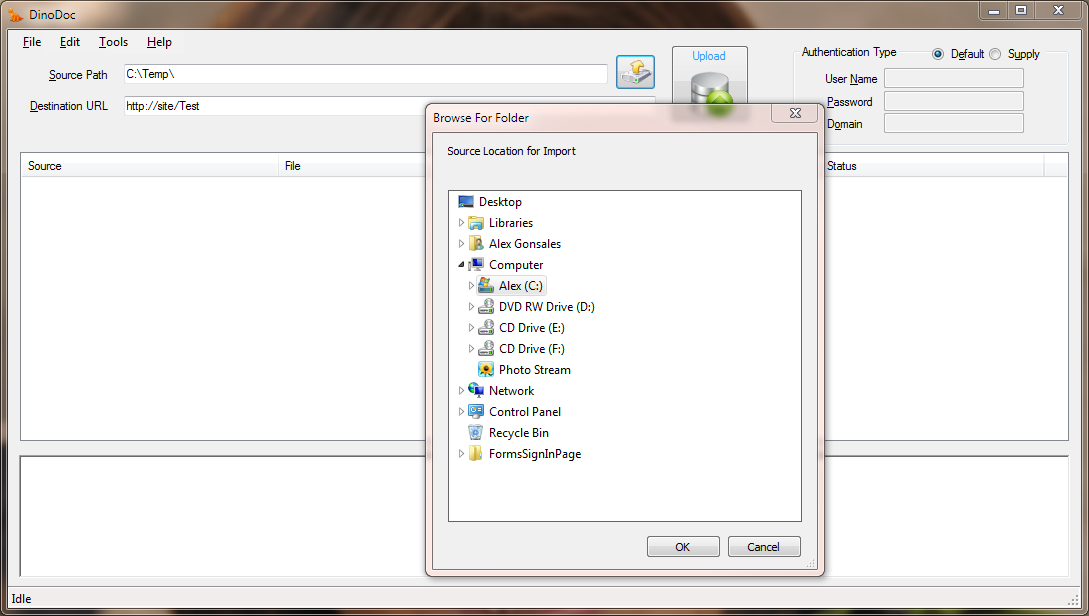 DinoDoc
File Edit Tools Help
Source Path C:\Temp\
Destination URL http://site/Test
Upload
Authentication Type Default Supply
User Name
Password
Domain
Source File Status
Browse For Folder
Source Location for Import
Desktop
Libraries
Alex Gonsales
Computer
Alex (C:)
DVD RW Drive (D:)
CD Drive (E:)
CD Drive (F:)
Photo Stream
Network
Control Panel
Recycle Bin
FormsSignInPage
OK Cancel
Idle